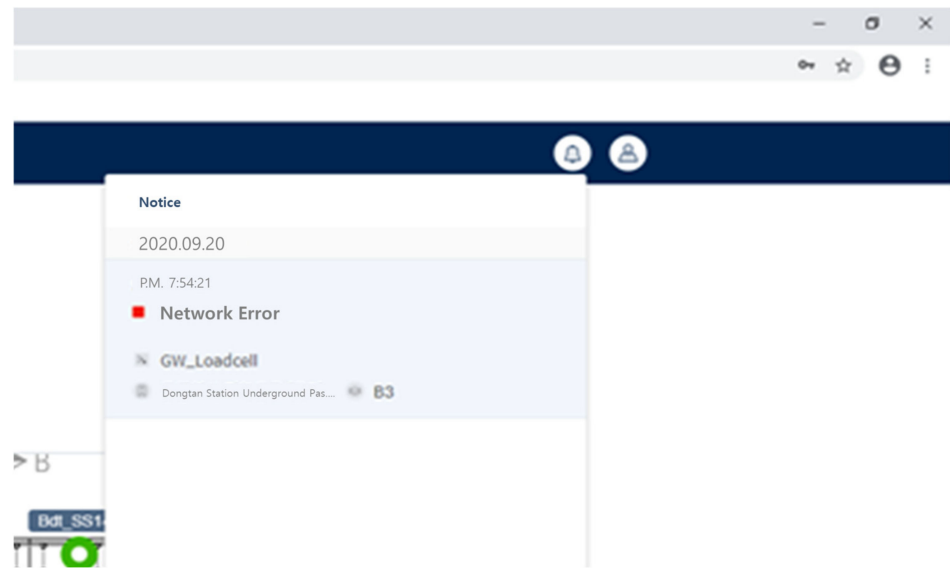 Notice
2020.09.20
P.M. 7:54:21
Network Error
GW_Loadcell
Dongtan Station Underground Pas.... B3
B
Bdt_SS1